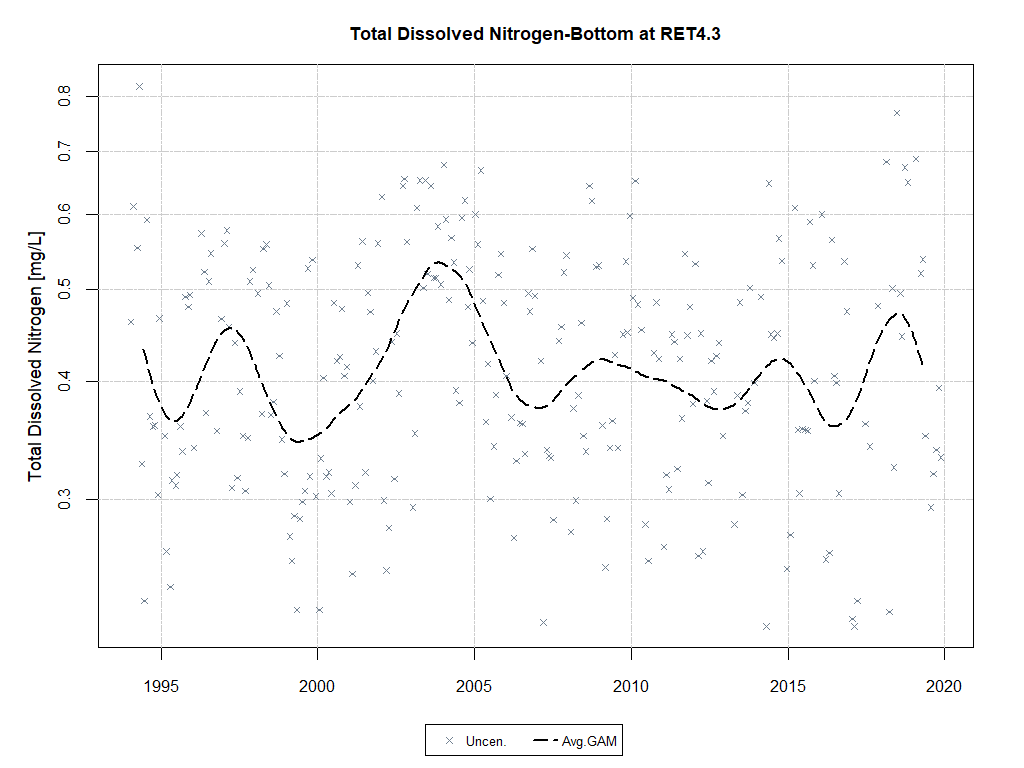 Total Dissolved Nitrogen-Bottom at RET4.3
Total Dissolved Nitrogen [mg/L]
0.8
0.7
0.6
0.5
0.4
0.3
1995 2000 2005 2010 2015 2020
Uncen. Avg.GAM